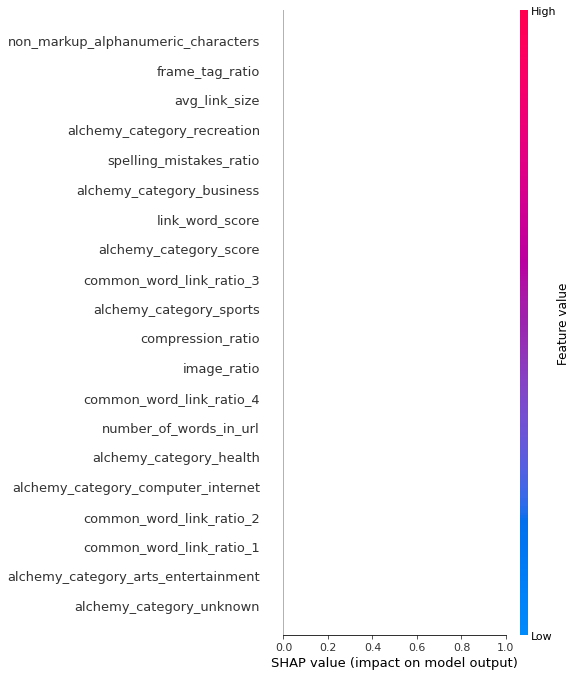 High
non_markup_alphanumeric_characters
frame_tag_ratio
avg_link_size
alchemy_category_recreation
spelling_mistakes_ratio
alchemy_category_business
link_word_score
alchemy_category_score
common_word_link_ratio_3
alchemy_category_sports
compression_ratio
image_ratio
common_word_link_ratio_4
number_of_words_in_url
alchemy_category_health
alchemy_category_computer_internet
common_word_link_ratio_2
common_word_link_ratio_1
alchemy_category_arts_entertainment
alchemy_category_unknown
Feature value
Low
0.0 0.2 0.4 0.6 0.8 1.0
SHAP value (impact on model output)